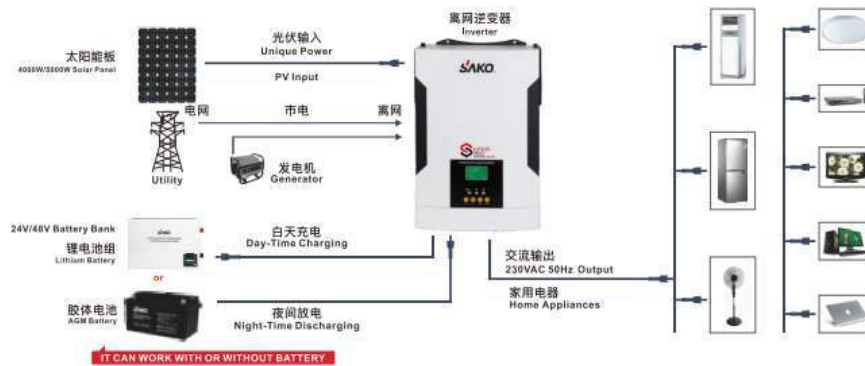 太阳能板
4000W/5000W Solar Panel
光伏输入
Unique Power
PV Input
离网逆变器
Inverter
SAKO
电网
市电
离网
Utility
发电机
Generator
24V/48V Battery Bank
锂电池组
Lithium Battery
SAKO
or
胶体电池
AGM Battery
SAKO
白天充电
Day-Time Charging
夜间放电
Night-Time Discharging
交流输出
230VAC 50Hz Output
家用电器
Home Appliances
IT CAN WORK WITH OR WITHOUT BATTERY